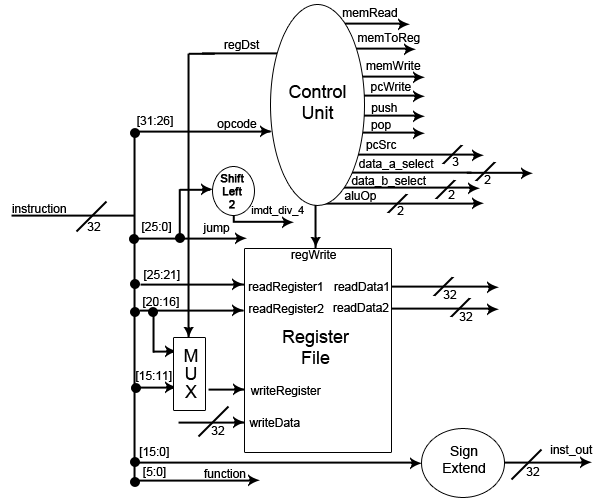 memRead
regDst
memToReg
memWrite
Control
Unit
pcWrite
push
pop
[31:26]
opcode
pcSrc
3
data_a_select
2
data_b_select
2
aluOp
2
Shift
Left
2
imdt_div_4
instruction
32
[25:0]
jump
regWrite
[25:21]
readRegister1
readData1
32
[20:16]
readRegister2
readData2
32
Register
File
MUX
[15:11]
writeRegister
writeData
32
[15:0]
Sign
Extend
inst_out
32
[5:0]
function